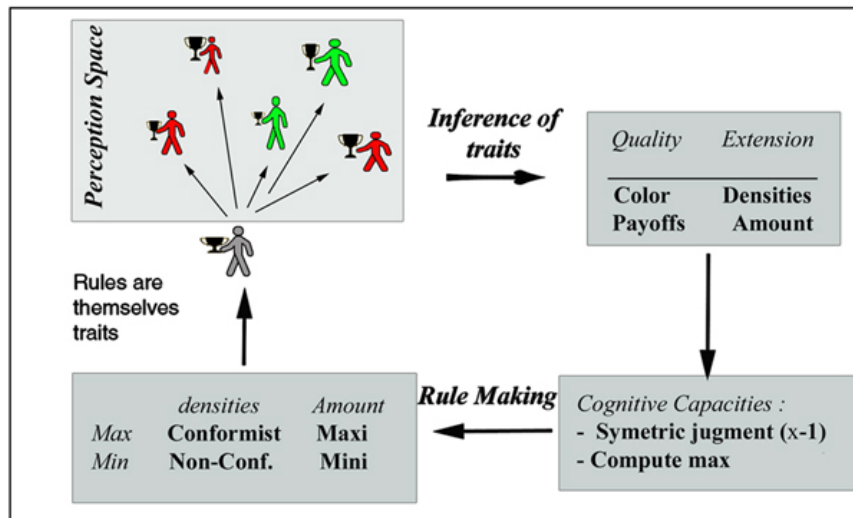 Perception Space
Inference of
traits
Quality Extension
Color Densities
Payoffs Amount
Rules are
themselves
traits
densities Amount
Max Conformist Maxi
Min Non-Conf. Mini
Rule Making
Cognitive Capacities :
- Symetric jugment (x-1)
- Compute max